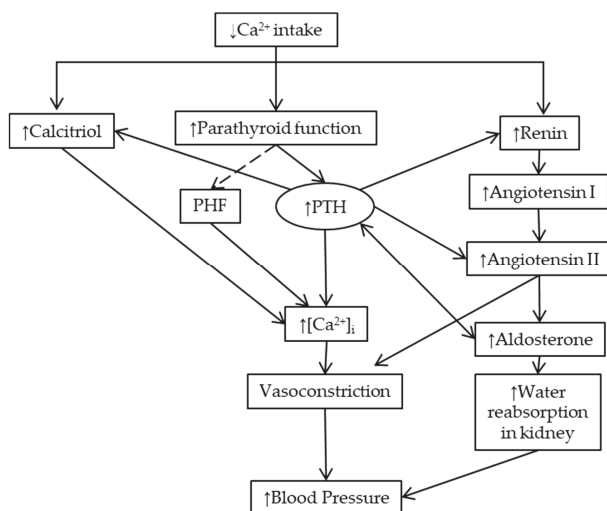 ↓Ca²⁺ intake
↑Calcitriol
↑Parathyroid function
↑Renin
PHF
↑PTH
↑Angiotensin I
↑Angiotensin II
↑[Ca²⁺]ᵢ
↑Aldosterone
Vasoconstriction
↑Water
reabsorption
in kidney
↑Blood Pressure